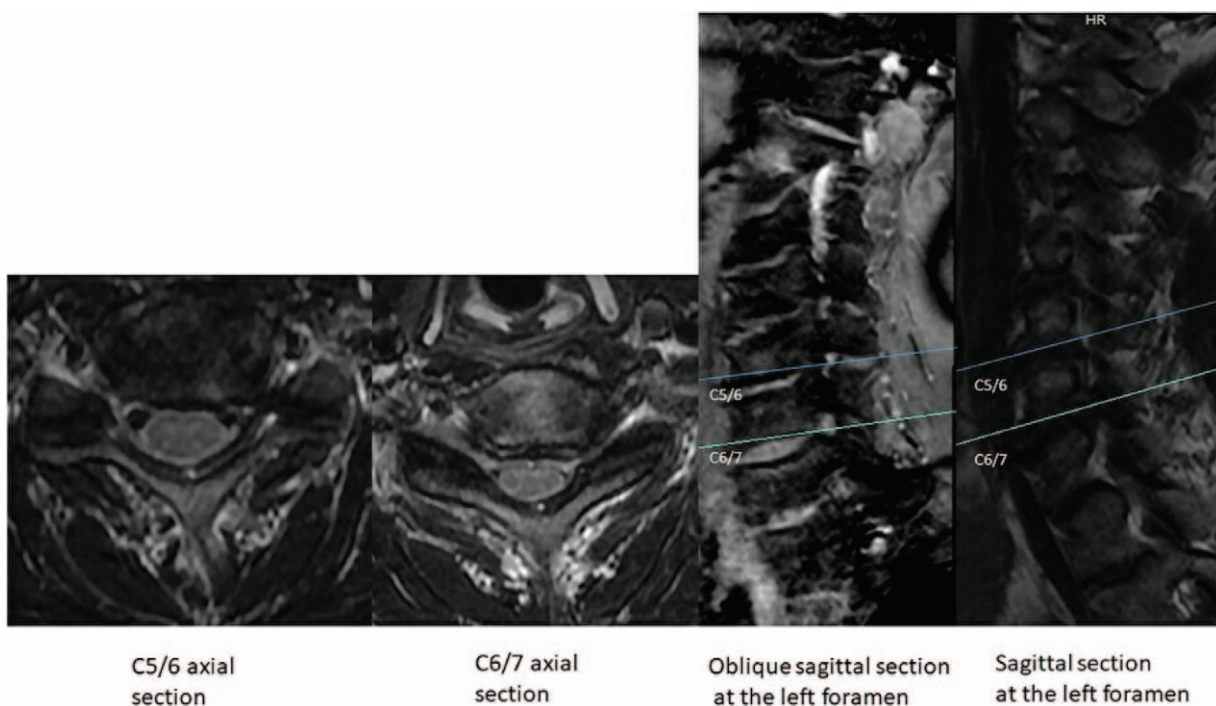 HR
C5/6
C6/7
C5/6
C6/7
C5/6 axial
section
C6/7 axial
section
Oblique sagittal section
at the left foramen
Sagittal section
at the left foramen